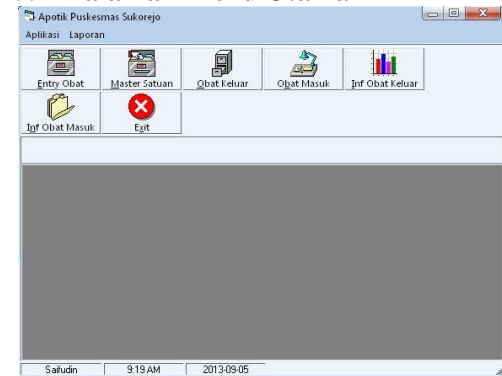 Apotik Puskesmas Sukorejo
Aplikasi Laporan
Entry Obat Master Satuan Obat Keluar Obat Masuk Inf Obat Keluar
Inf Obat Masuk Exit
Saifudin 9:19 AM 2013-09-05